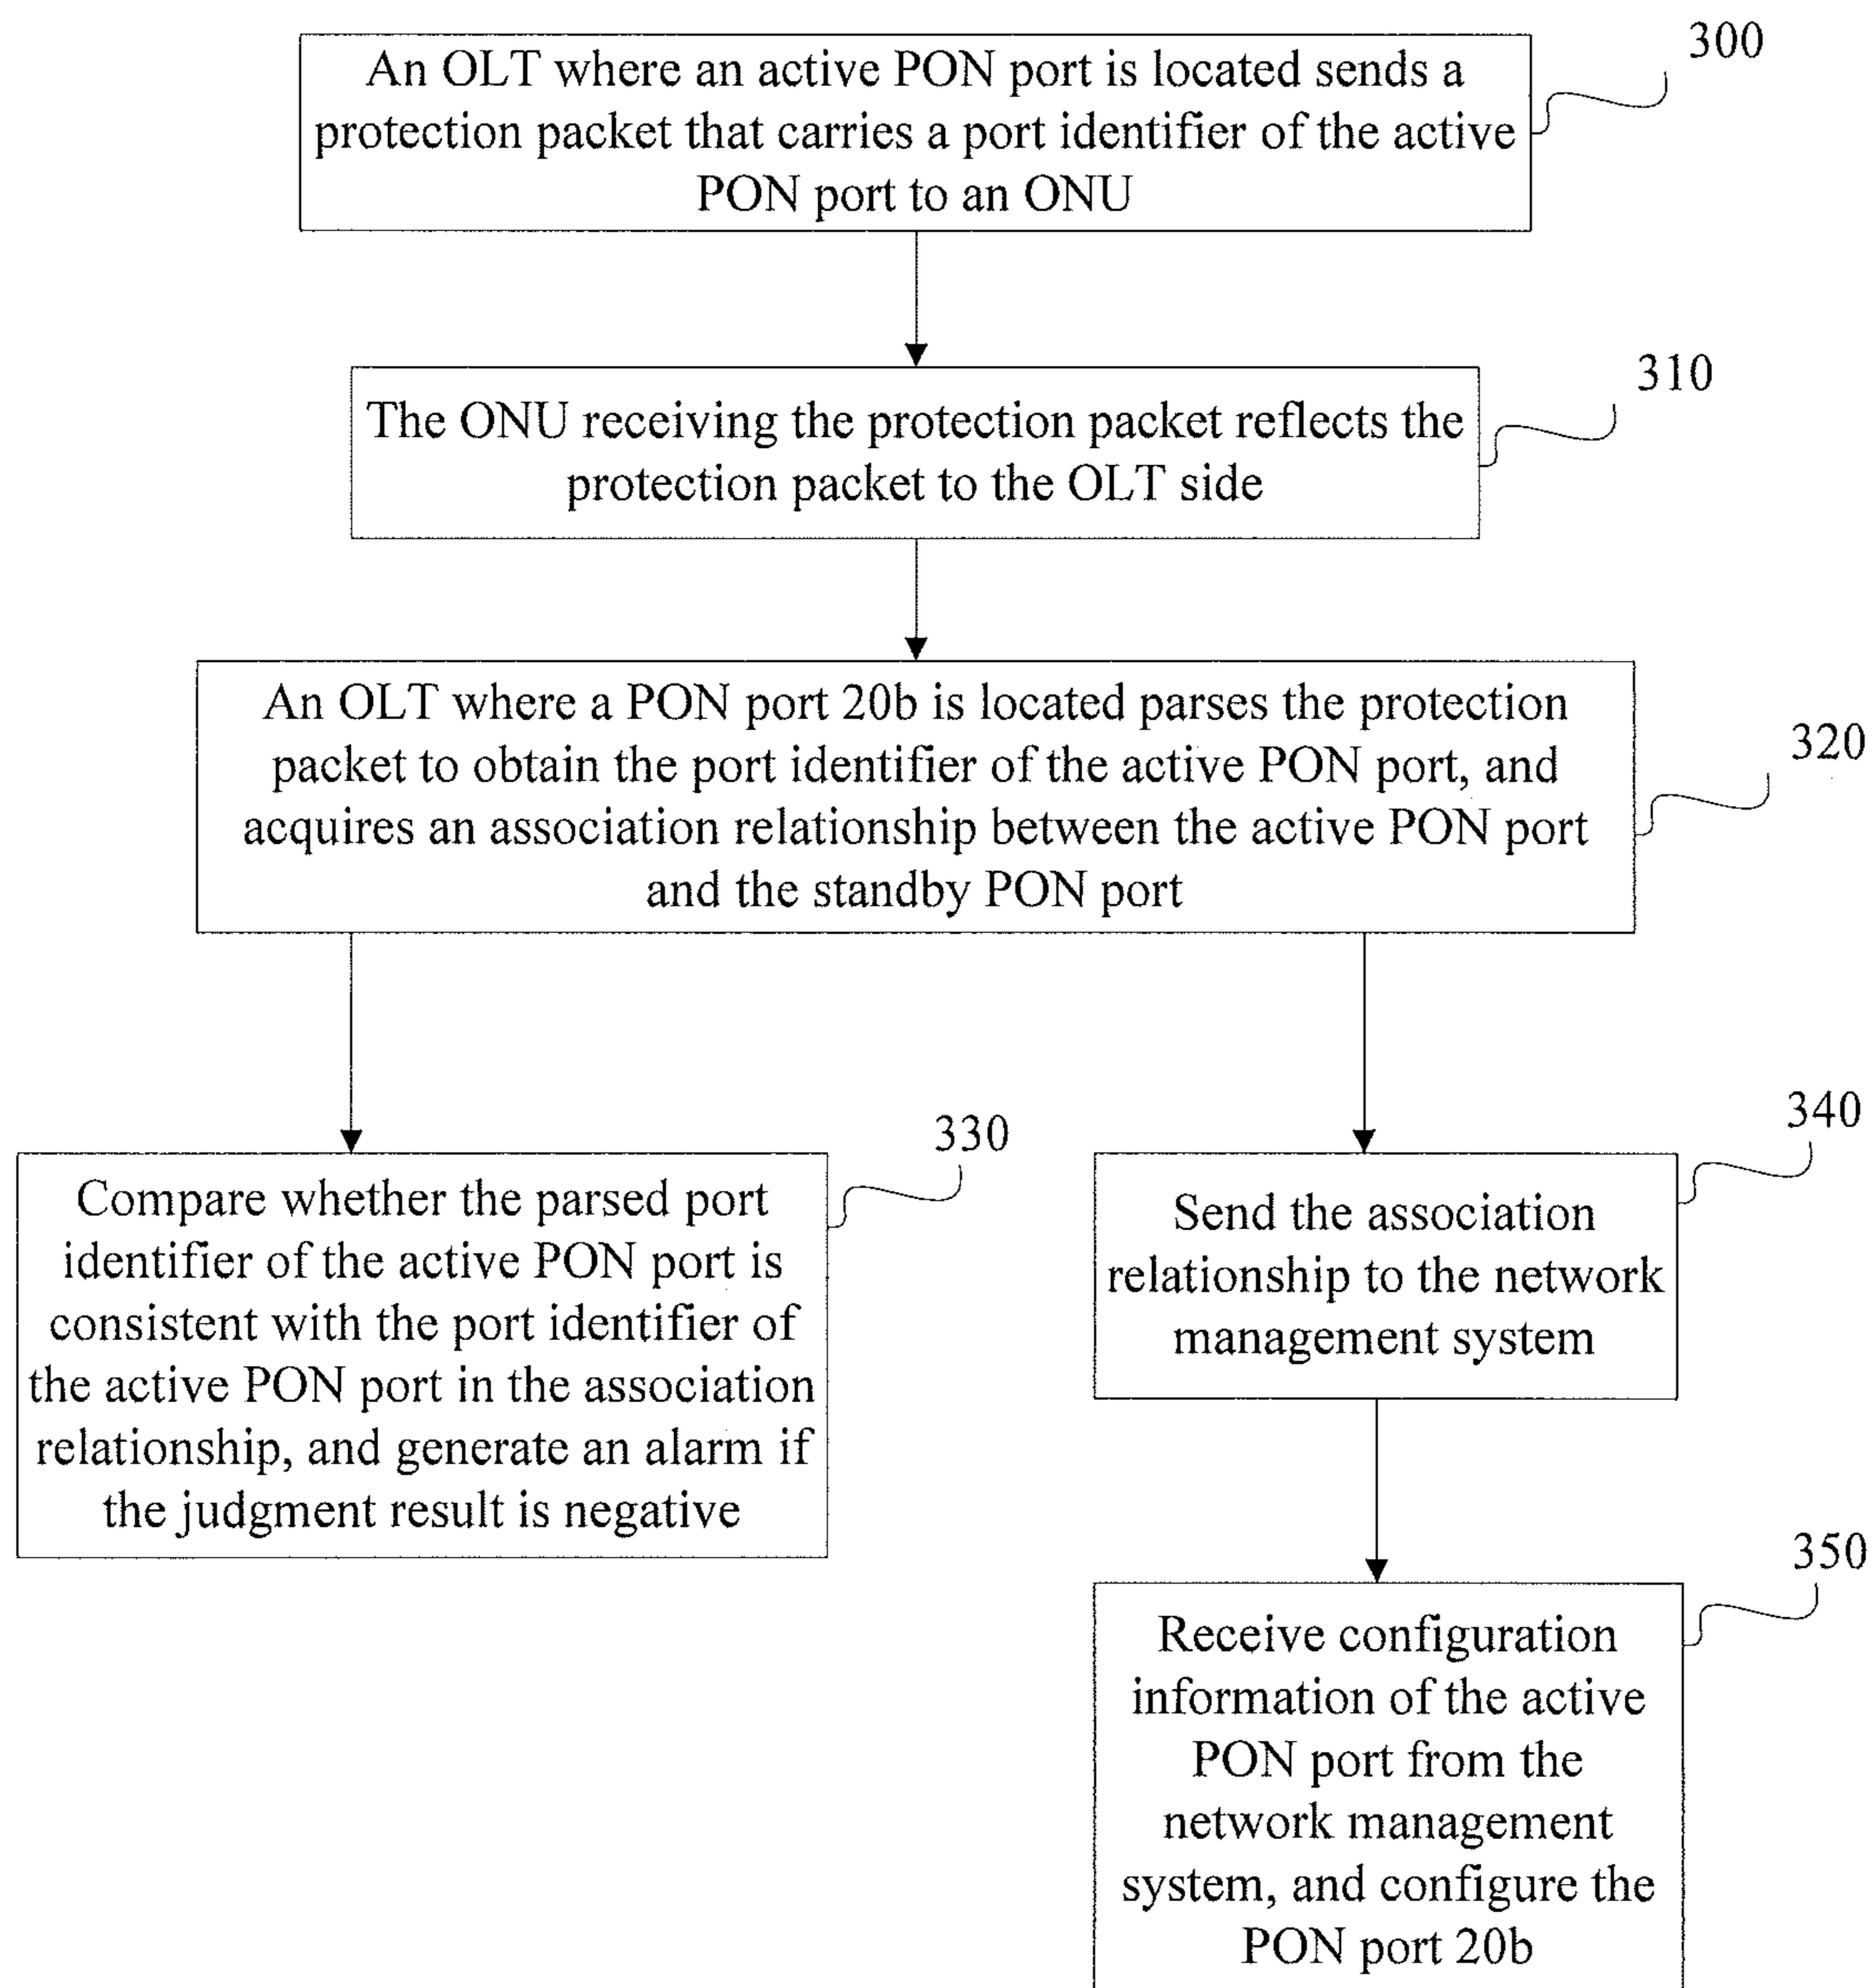 300
An OLT where an active PON port is located sends a
protection packet that carries a port identifier of the active
PON port to an ONU
310
The ONU receiving the protection packet reflects the
protection packet to the OLT side
320
An OLT where a PON port 20b is located parses the protection
packet to obtain the port identifier of the active PON port, and
acquires an association relationship between the active PON port
and the standby PON port
330
Compare whether the parsed port
identifier of the active PON port is
consistent with the port identifier of
the active PON port in the association
relationship, and generate an alarm if
the judgment result is negative
340
Send the association
relationship to the network
management system
350
Receive configuration
information of the active
PON port from the
network management
system, and configure the
PON port 20b